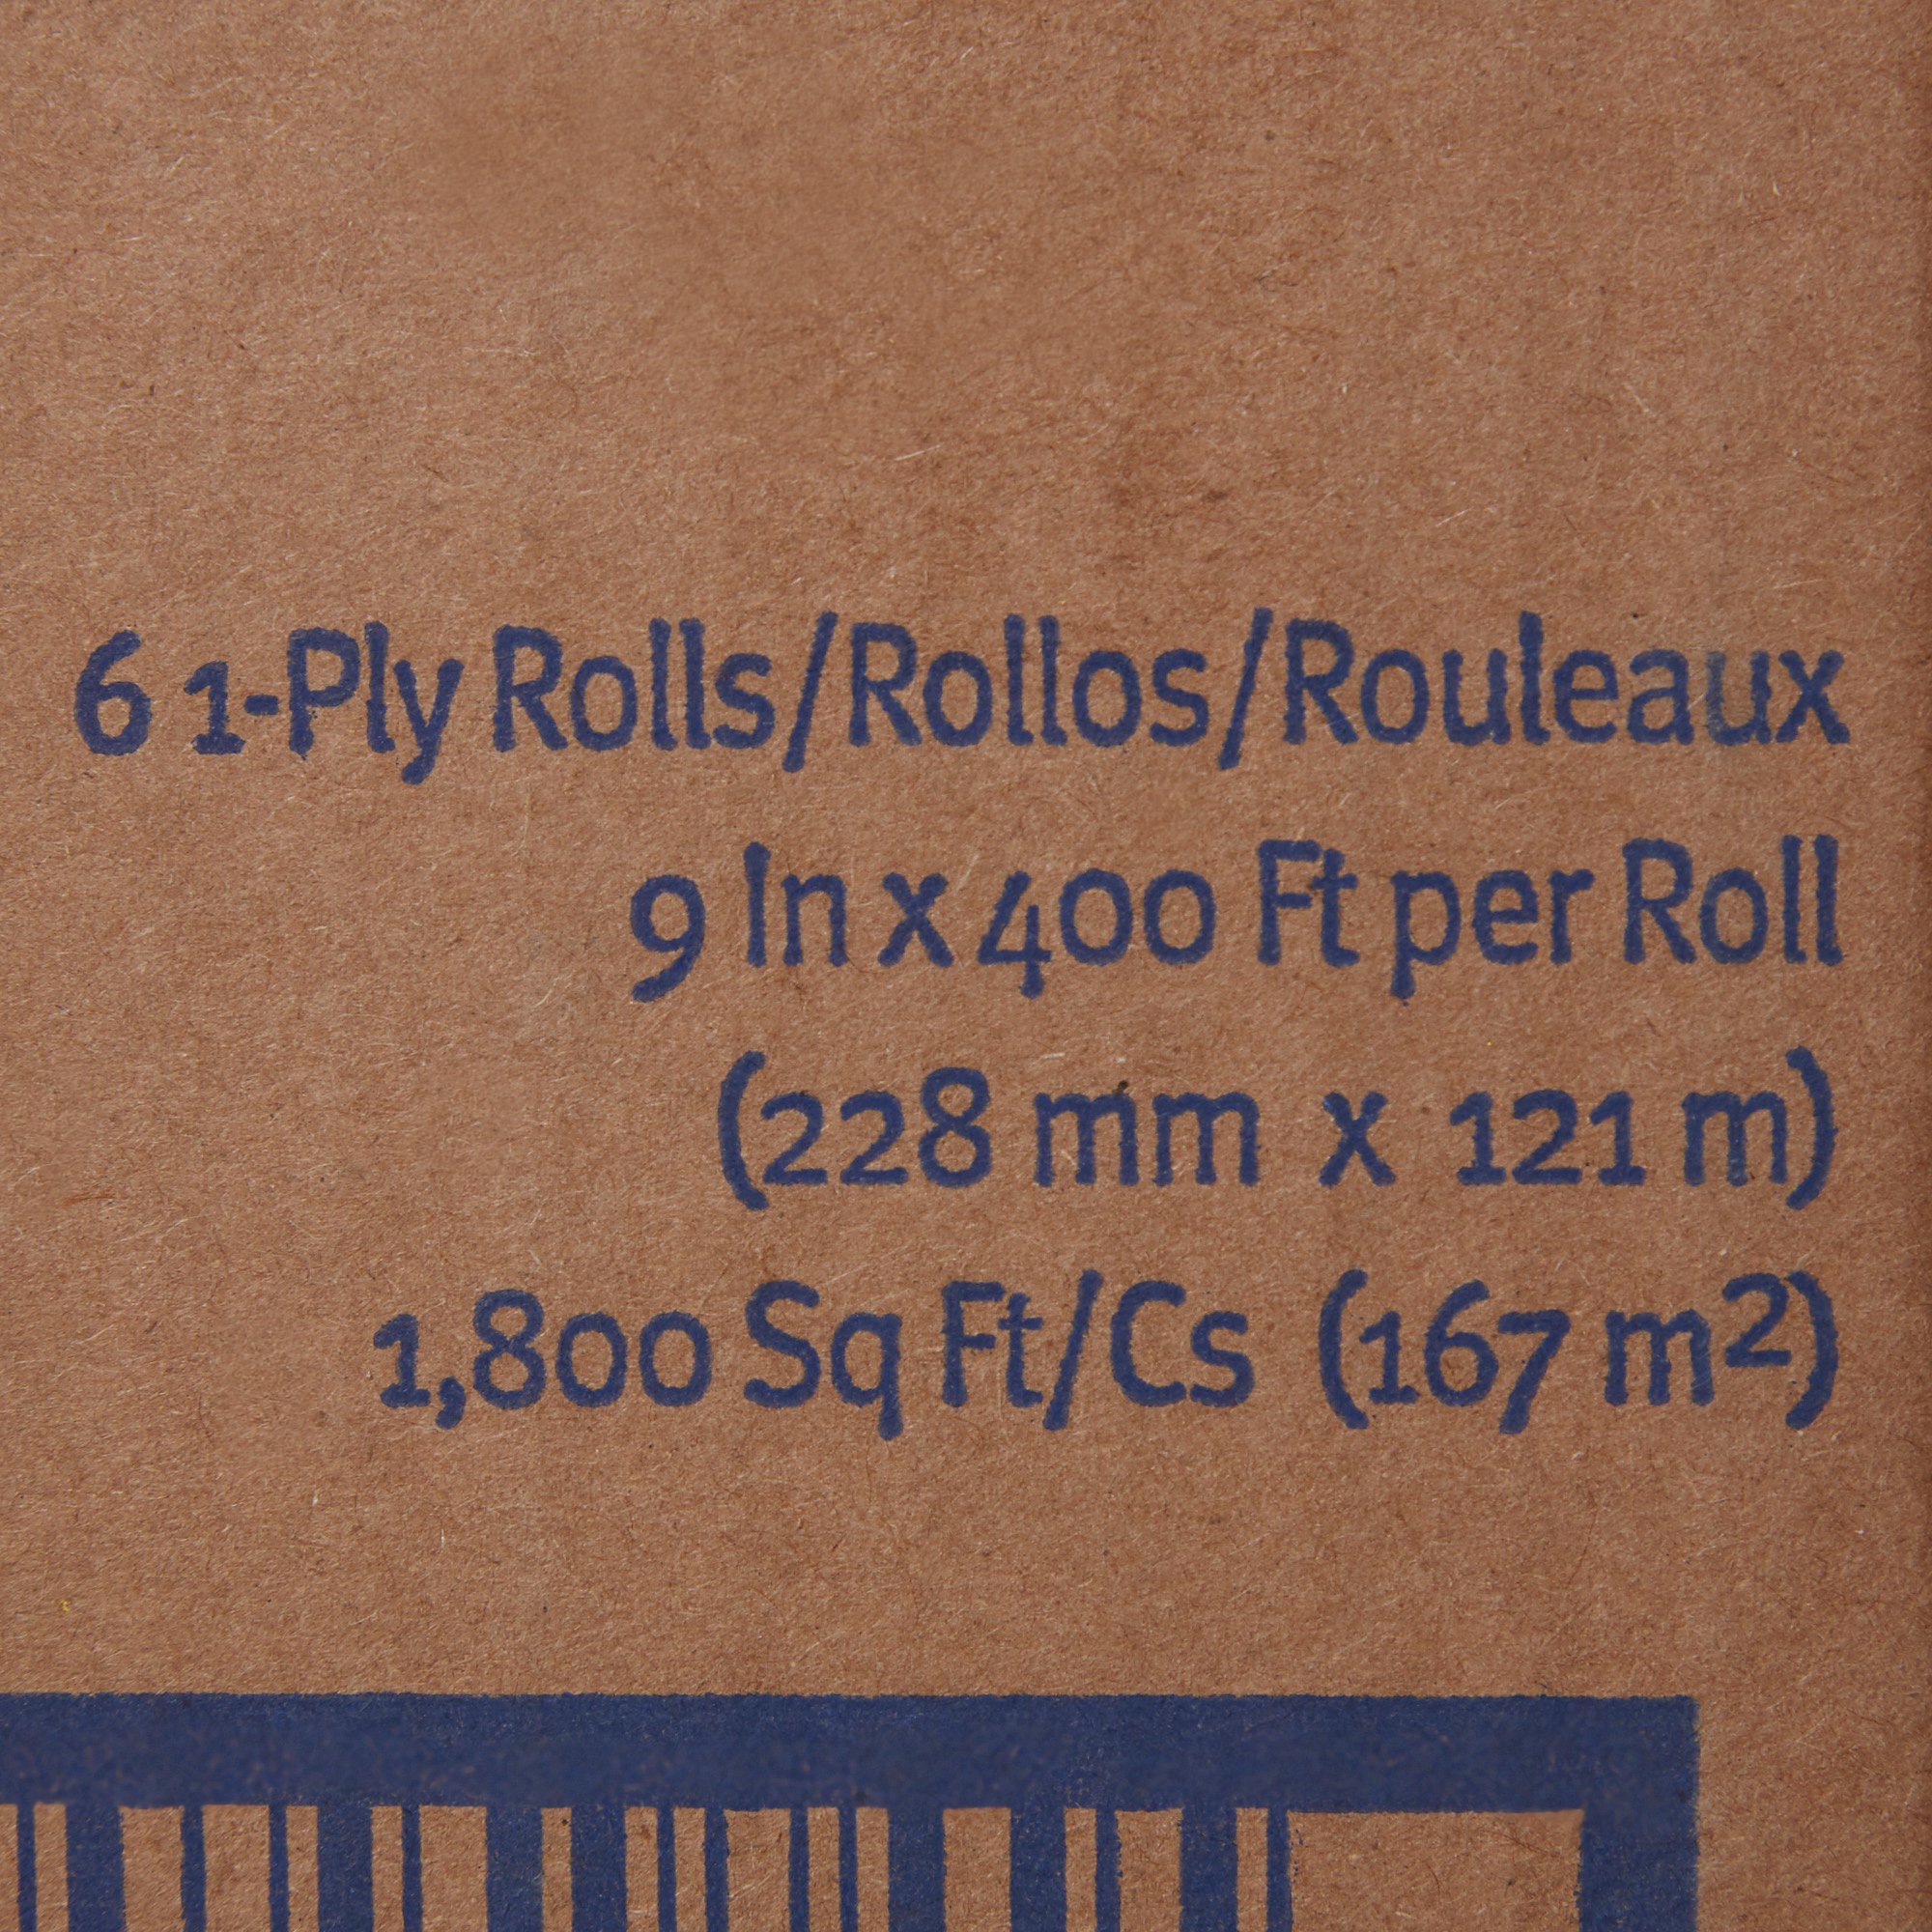 6 1-Ply Rolls/Rollos/Rouleaux
9 In x 400 Ft per Roll
(228 mm x 121 m)
1,800 Sq Ft/Cs (167 m²)